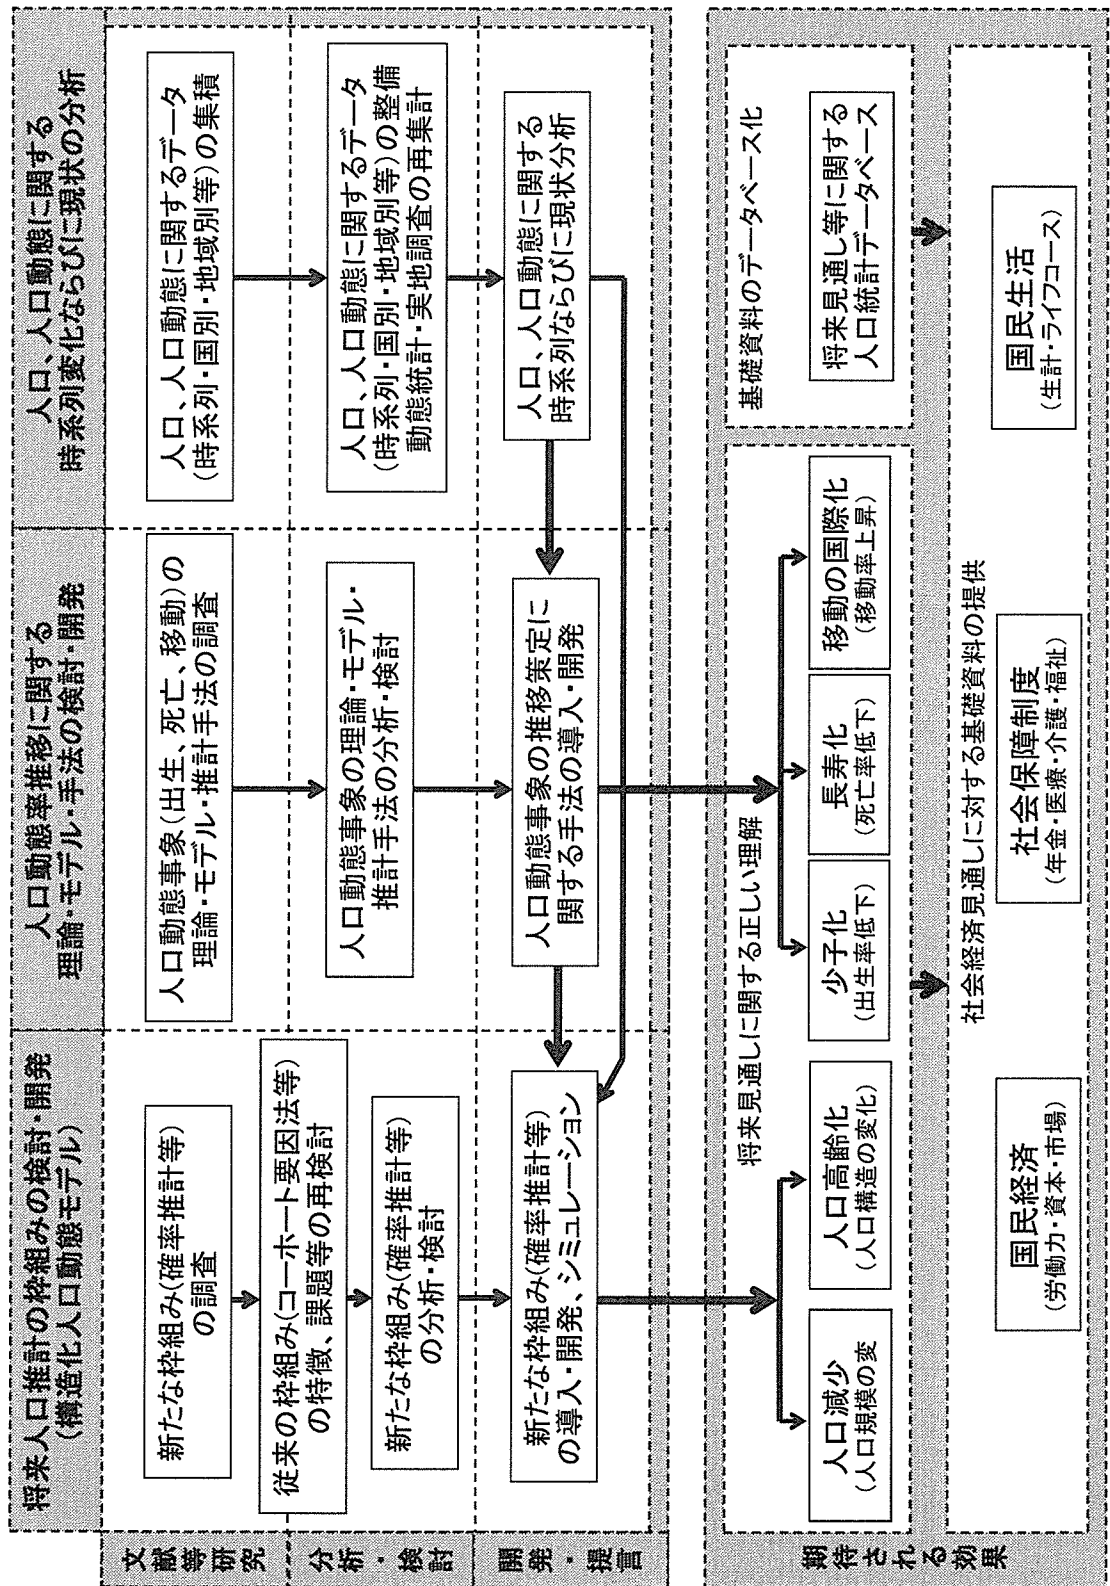 将来人口推計の枠組みの検討・開発
(構造化人口動態モデル)
人口動態率推移に関する
理論・モデル・手法の検討・開発
人口、人口動態に関する
時系列変化ならびに現状の分析
文献等研究
新たな枠組み(確率推計等)
の調査
人口動態事象(出生、死亡、移動)の
理論・モデル・推計手法の調査
人口、人口動態に関するデータ
(時系列・国別・地域別等)の集積
従来の枠組み(コーホート要因法等)
の特徴、課題等の再検討
分析・検討
新たな枠組み(確率推計等)
の分析・検討
人口動態事象の理論・モデル・
推計手法の分析・検討
人口、人口動態に関するデータ
(時系列・国別・地域別等)の整備
動態統計・実地調査の再集計
開発・提言
新たな枠組み(確率推計等)
の導入・開発、シミュレーション
人口動態事象の推移策定に
関する手法の導入・開発
人口、人口動態に関する
時系列ならびに現状分析
期待される効果
将来見通しに関する正しい理解
人口減少
(人口規模の変
人口高齢化
(人口構造の変化)
少子化
(出生率低下)
長寿化
(死亡率低下)
移動の国際化
(移動率上昇)
基礎資料のデータベース化
将来見通し等に関する
人口統計データベース
社会経済見通しに対する基礎資料の提供
国民経済
(労働力・資本・市場)
社会保障制度
(年金・医療・介護・福祉)
国民生活
(生計・ライフコース)